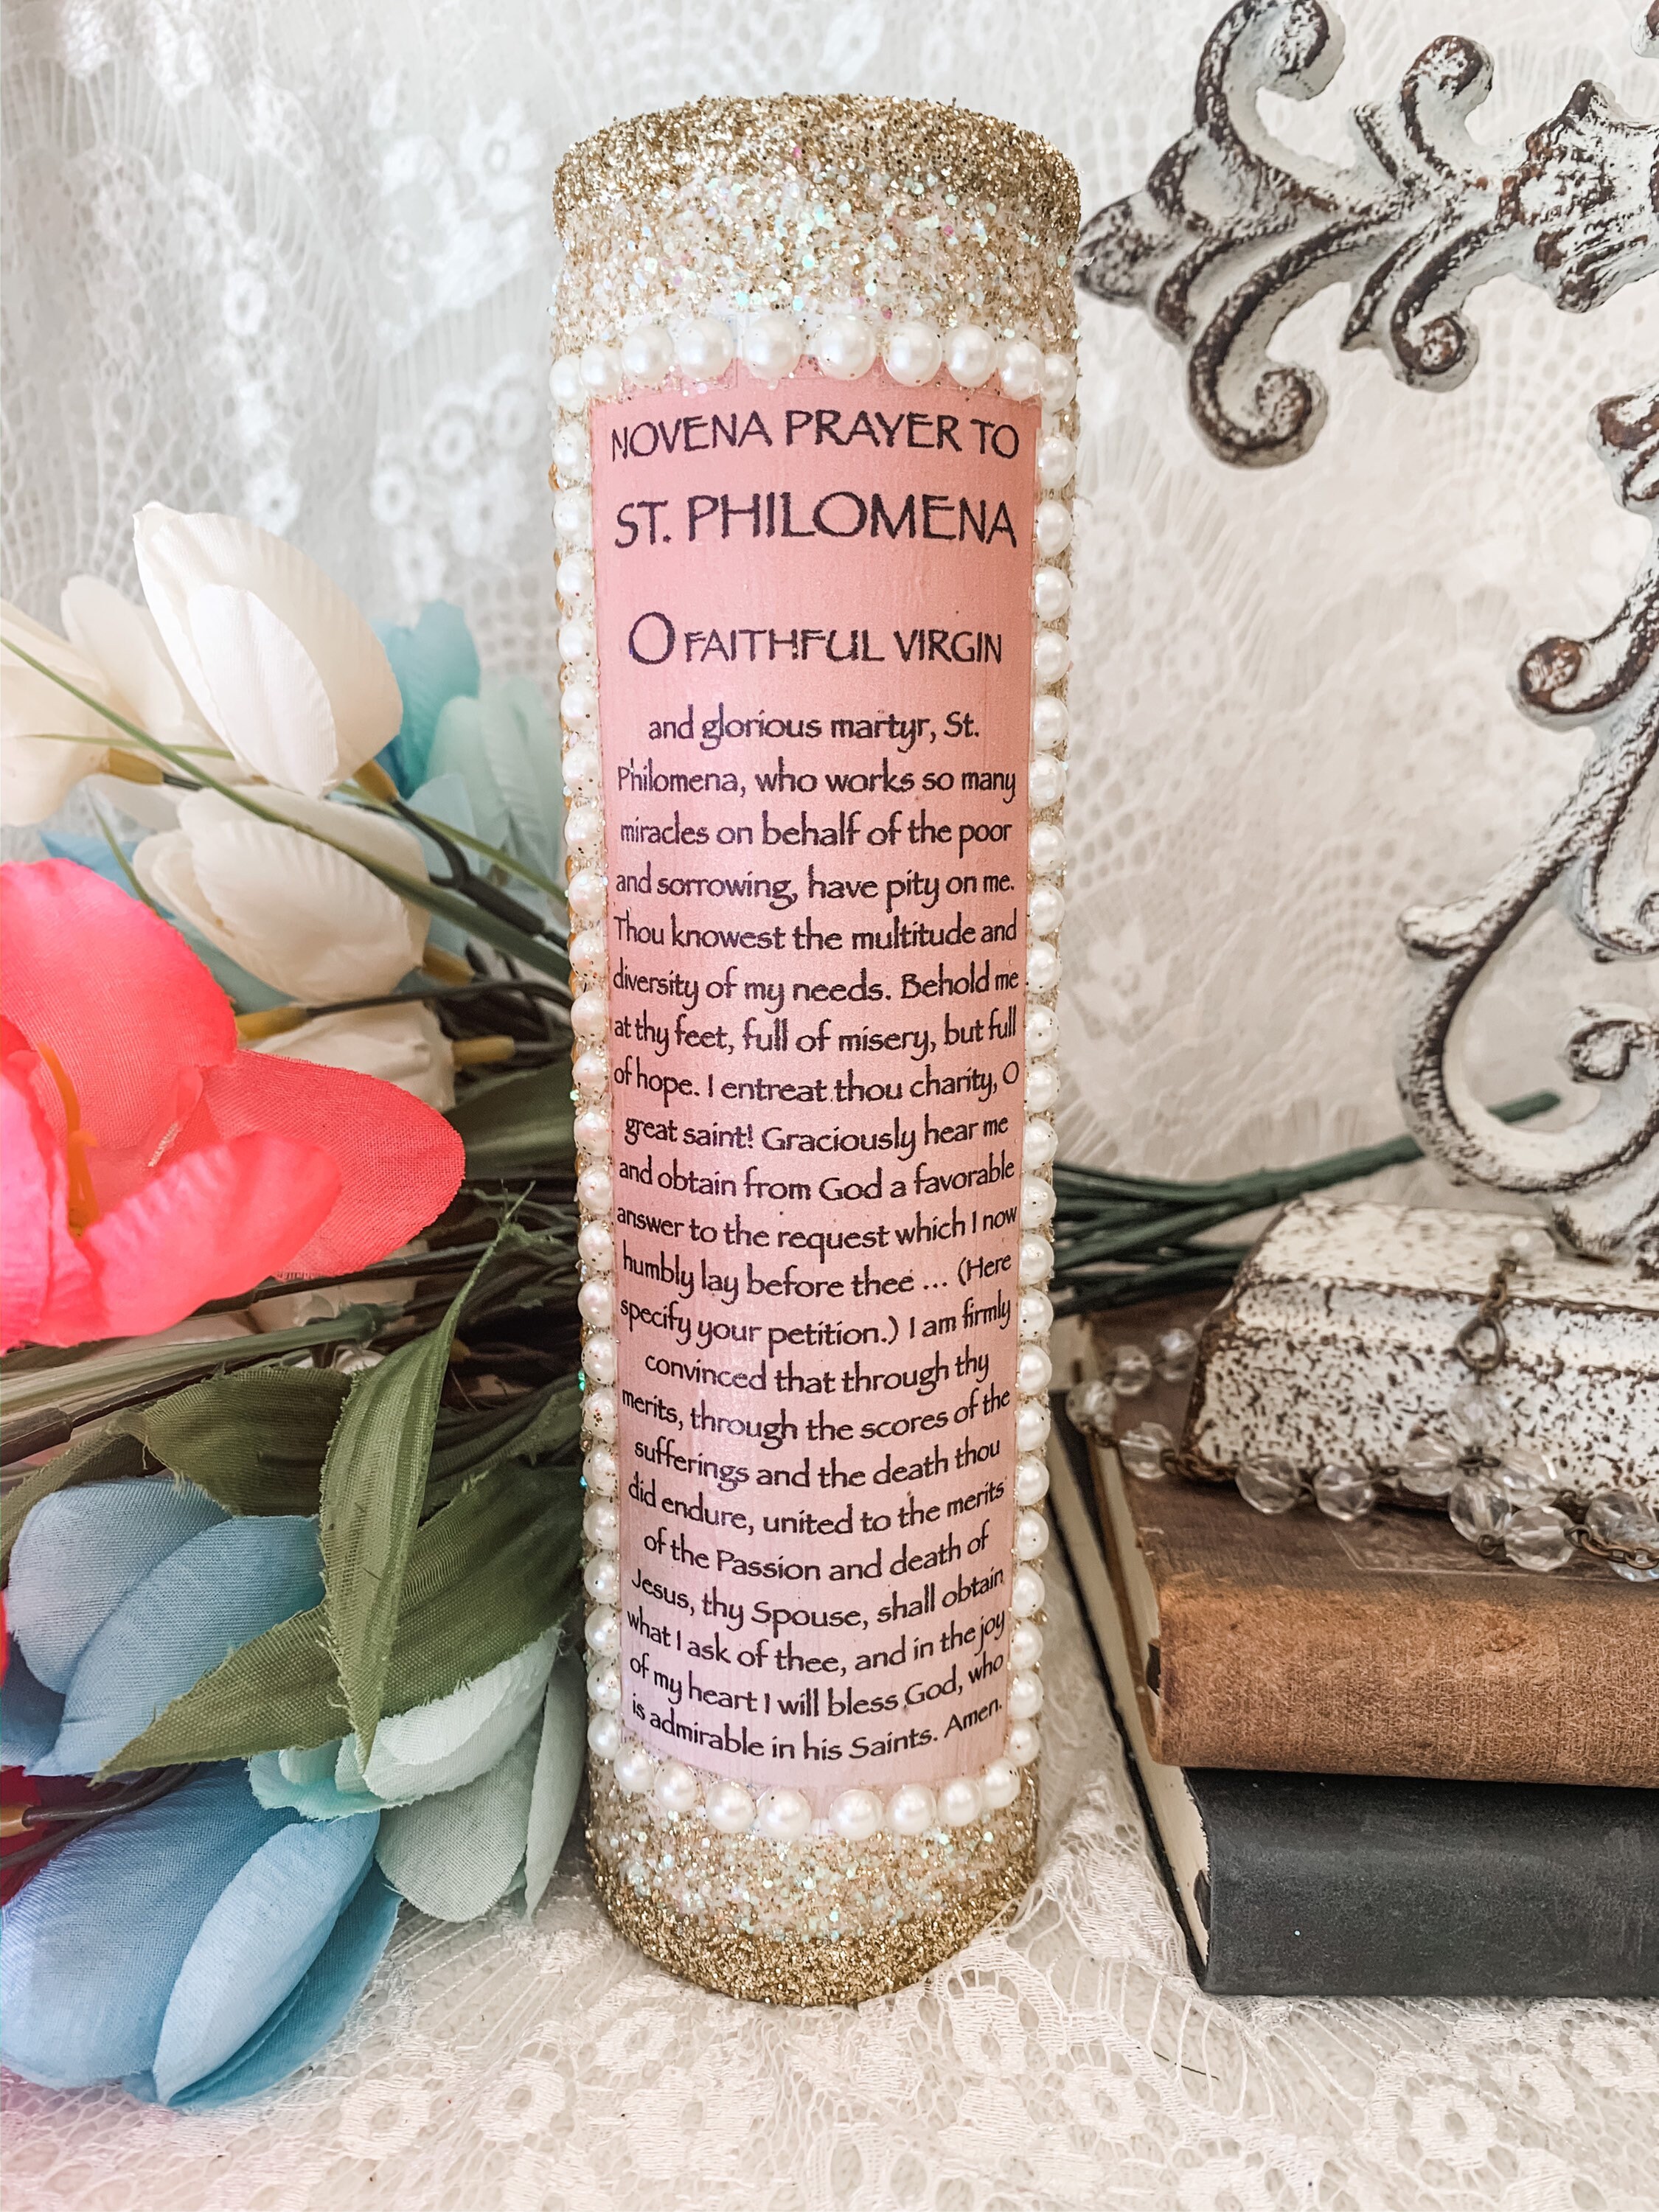 NOVENA PRAYER TO
ST. PHILOMENA
O FAITHFUL VIRGIN
and glorious martyr, St.
Philomena, who works so many
miracles on behalf of the poor
and sorrowing, have pity on me.
Thou knowest the multitude and
diversity of my needs. Behold me
at thy feet, full of misery, but full
of hope. I entreat thou charity, O
great saint! Graciously hear me
and obtain from God a favorable
answer to the request which I now
humbly lay before thee ... (Here
specify your petition.) I am firmly
convinced that through thy
merits, through the scores of the
sufferings and the death thou
did endure, united to the merits
of the Passion and death of
Jesus, thy Spouse, shall obtain
what I ask of thee, and in the joy
of my heart I will bless God, who
is admirable in his Saints. Amen.